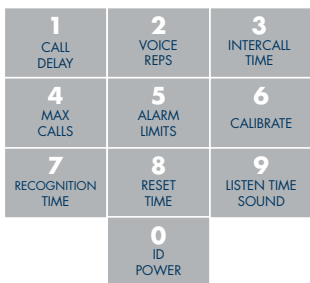 1 2 3
CALL VOICE INTERCALL
DELAY REPS TIME
4 5 6
MAX ALARM CALIBRATE
CALLS LIMITS
7 8 9
RECOGNITION RESET LISTEN TIME
TIME TIME SOUND
0
ID
POWER